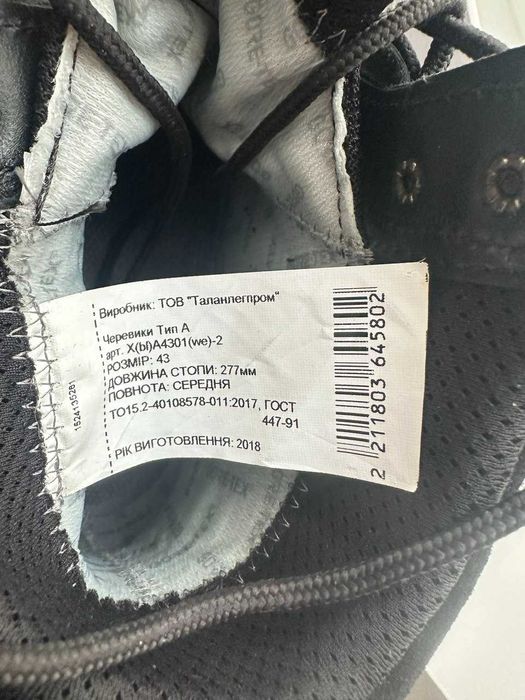 Виробник: ТОВ "Таланлегпром"
Черевики Тип А
арт. X(bl)A4301(we)-2
РОЗМІР: 43
ДОВЖИНА СТОПИ: 277мм
ПОВНОТА: СЕРЕДНЯ
ТО15.2-40108578-011:2017, ГОСТ
447-91
РІК ВИГОТОВЛЕННЯ: 2018
2 211803 645802